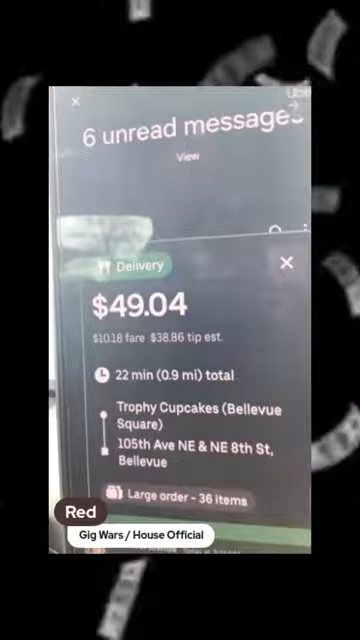 Uber
6 unread messages
View
Delivery
$49.04
$10.18 fare $38.86 tip est.
22 min (0.9 mi) total
Trophy Cupcakes (Bellevue
Square)
105th Ave NE & NE 8th St,
Bellevue
Large order - 36 items
Red
Gig Wars / House Official